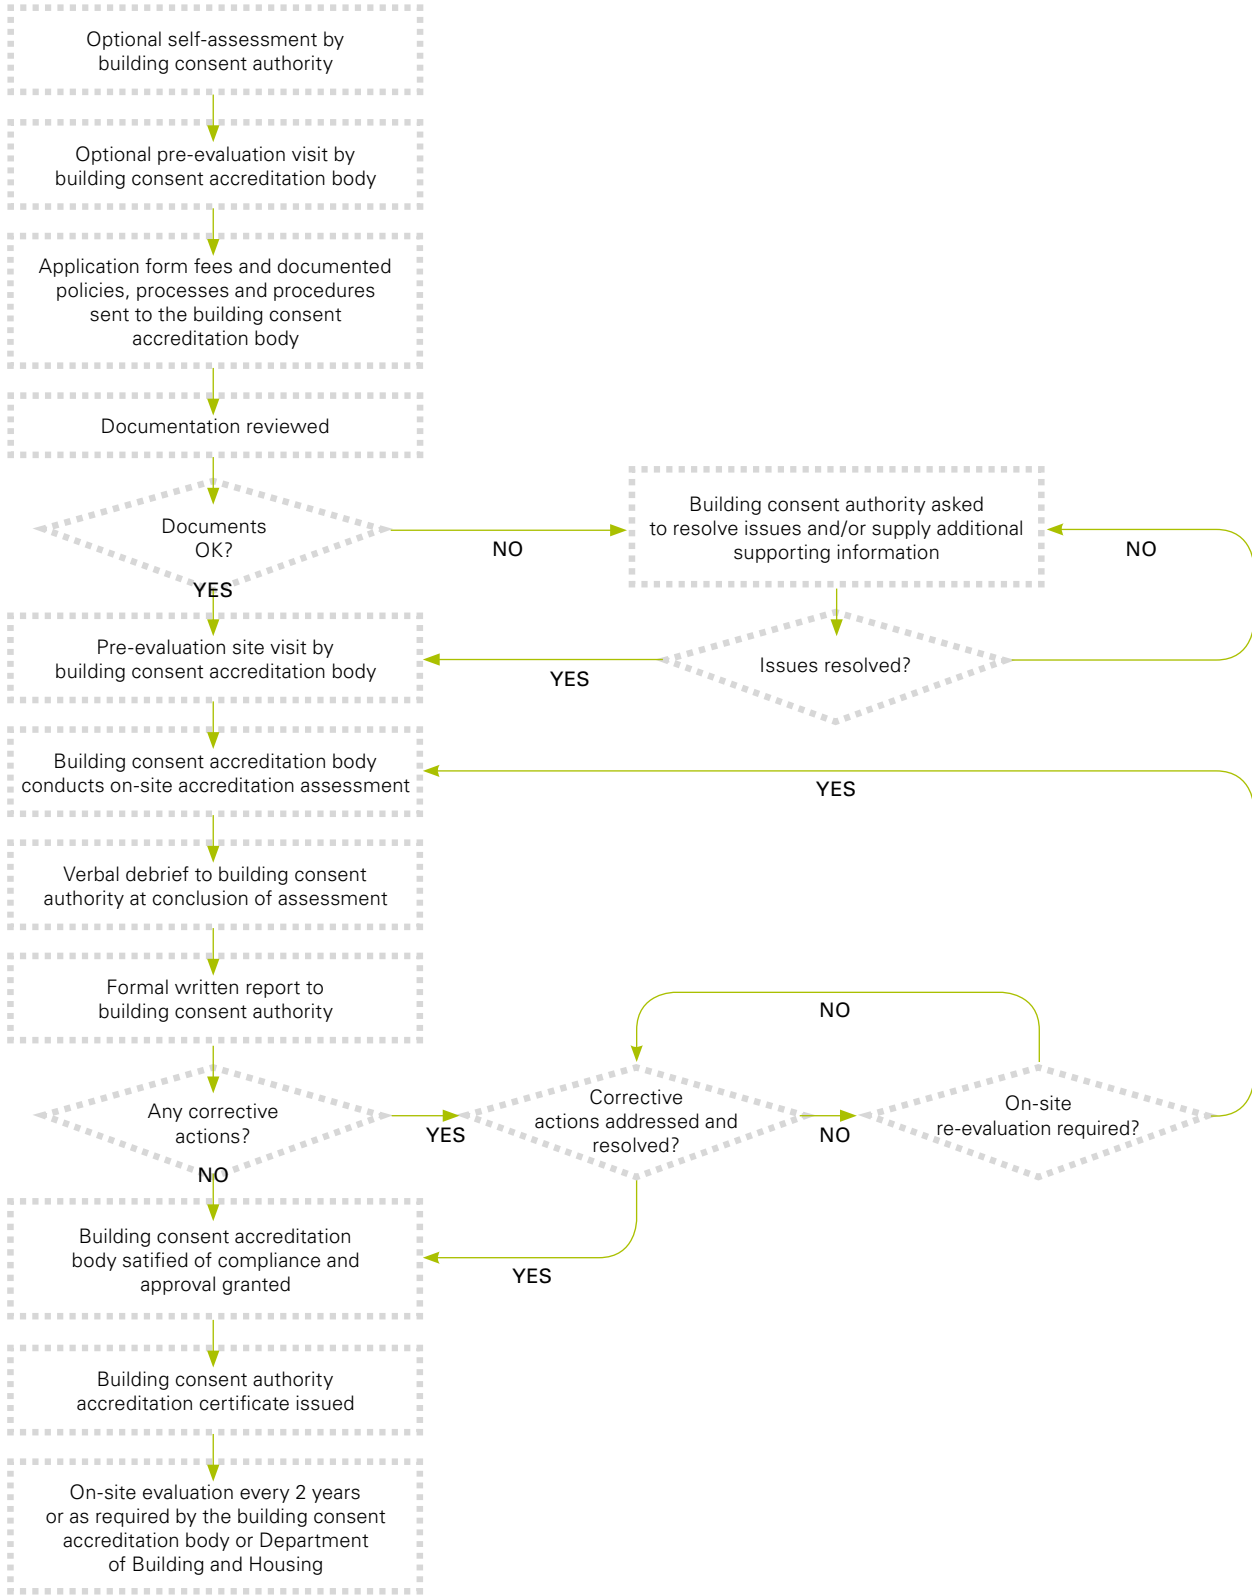 Optional self-assessment by
building consent authority
Optional pre-evaluation visit by
building consent accreditation body
Application form fees and documented
policies, processes and procedures
sent to the building consent
accreditation body
Documentation reviewed
Documents
OK?
NO
YES
Building consent authority asked
to resolve issues and/or supply additional
supporting information
NO
Issues resolved?
YES
Pre-evaluation site visit by
building consent accreditation body
Building consent accreditation body
conducts on-site accreditation assessment
YES
Verbal debrief to building consent
authority at conclusion of assessment
Formal written report to
building consent authority
NO
Any corrective
actions?
YES
NO
Corrective
actions addressed and
resolved?
NO
On-site
re-evaluation required?
YES
Building consent accreditation
body satified of compliance and
approval granted
Building consent authority
accreditation certificate issued
On-site evaluation every 2 years
or as required by the building consent
accreditation body or Department
of Building and Housing